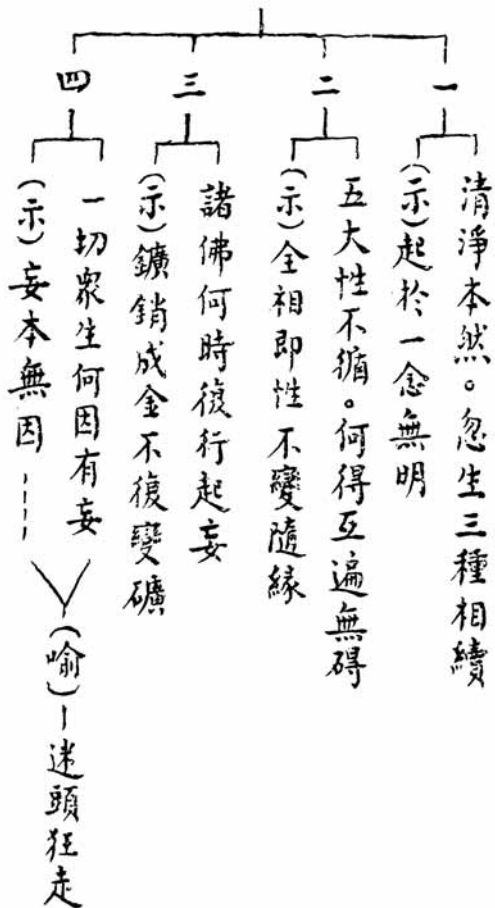 一
清淨本然。忽生三種相續
(示)起於一念無明
二
五大性不循。何得互遍無碍
(示)全相即性不變隨緣
三
諸佛何時復行起妄
(示)鑛銷成金不復變礦
四
一切眾生何因有妄
(示)妄本無因
(喻)迷頭狂走